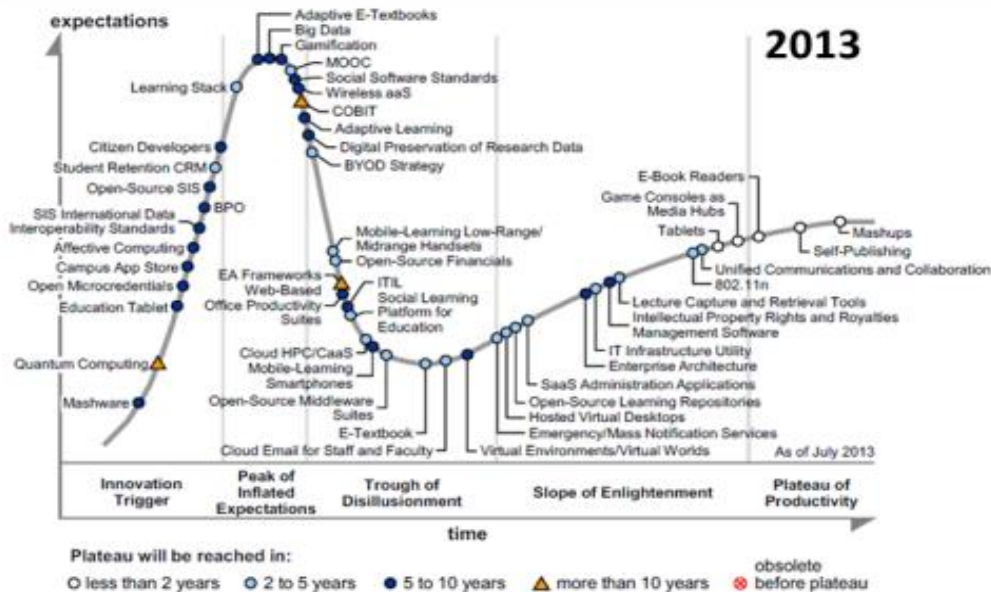 expectations
2013
Adaptive E-Textbooks
Big Data
Gamification
MOOC
Social Software Standards
Wireless aaS
COBIT
Adaptive Learning
Digital Preservation of Research Data
BYOD Strategy
Learning Stack
Citizen Developers
Student Retention CRM
Open-Source SIS
BPO
SIS International Data
Interoperability Standards
Affective Computing
Campus App Store
Open Microcredentials
Education Tablet
Quantum Computing
Mashware
Mobile-Learning Low-Range/
Midrange Handsets
Open-Source Financials
EA Frameworks
Web-Based
Office Productivity
Suites
ITIL
Social Learning
Platform for
Education
Cloud HPC/CaaS
Mobile-Learning
Smartphones
Open-Source Middleware
Suites
E-Textbook
Cloud Email for Staff and Faculty
Virtual Environments/Virtual Worlds
Emergency/Mass Notification Services
Hosted Virtual Desktops
Open-Source Learning Repositories
SaaS Administration Applications
Enterprise Architecture
IT Infrastructure Utility
Intellectual Property Rights and Royalties
Management Software
Lecture Capture and Retrieval Tools
802.11n
Unified Communications and Collaboration
Tablets
Game Consoles as
Media Hubs
E-Book Readers
Self-Publishing
Mashups
As of July 2013
Innovation
Trigger
Peak of
Inflated
Expectations
Trough of
Disillusionment
Slope of Enlightenment
Plateau of
Productivity
time
Plateau will be reached in:
less than 2 years
2 to 5 years
5 to 10 years
more than 10 years
obsolete
before plateau